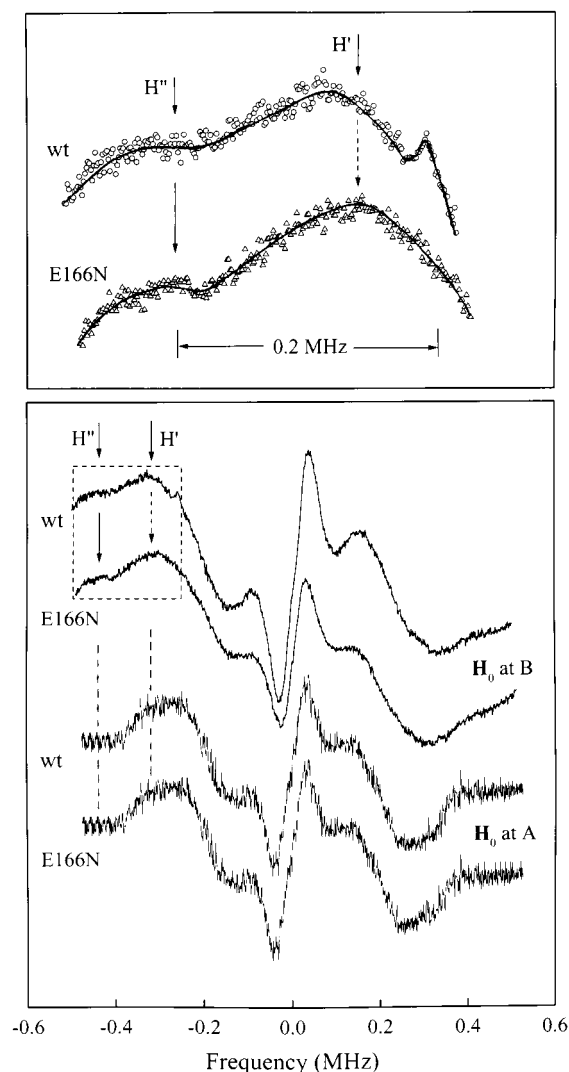 H'
H"
wt
E166N
0.2 MHz
H" H'
wt
E166N
H₀ at B
wt
H₀ at A
E166N
-0.6 -0.4 -0.2 0.0 0.2 0.4 0.6
Frequency (MHz)